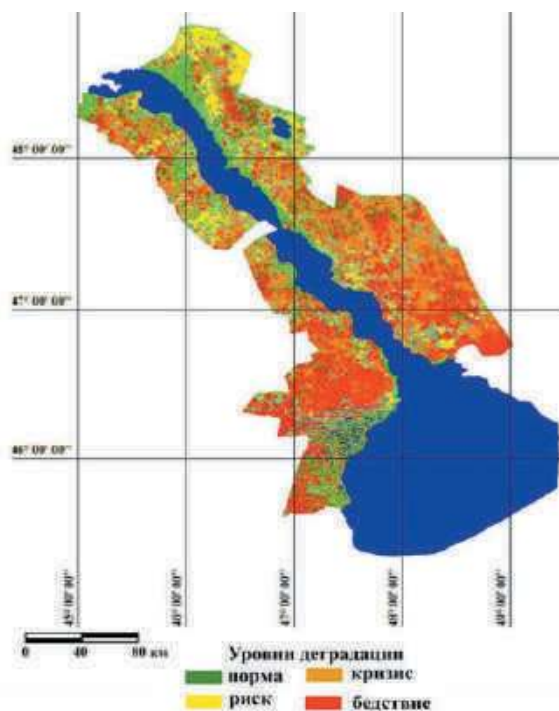 48° 00' 00"
47° 00' 00"
46° 00' 00"
45° 00' 00"
46° 00' 00"
47° 00' 00"
48° 00' 00"
49° 00' 00"
0 40 80 км
Уровни деградации
норма кризис
риск бедствие